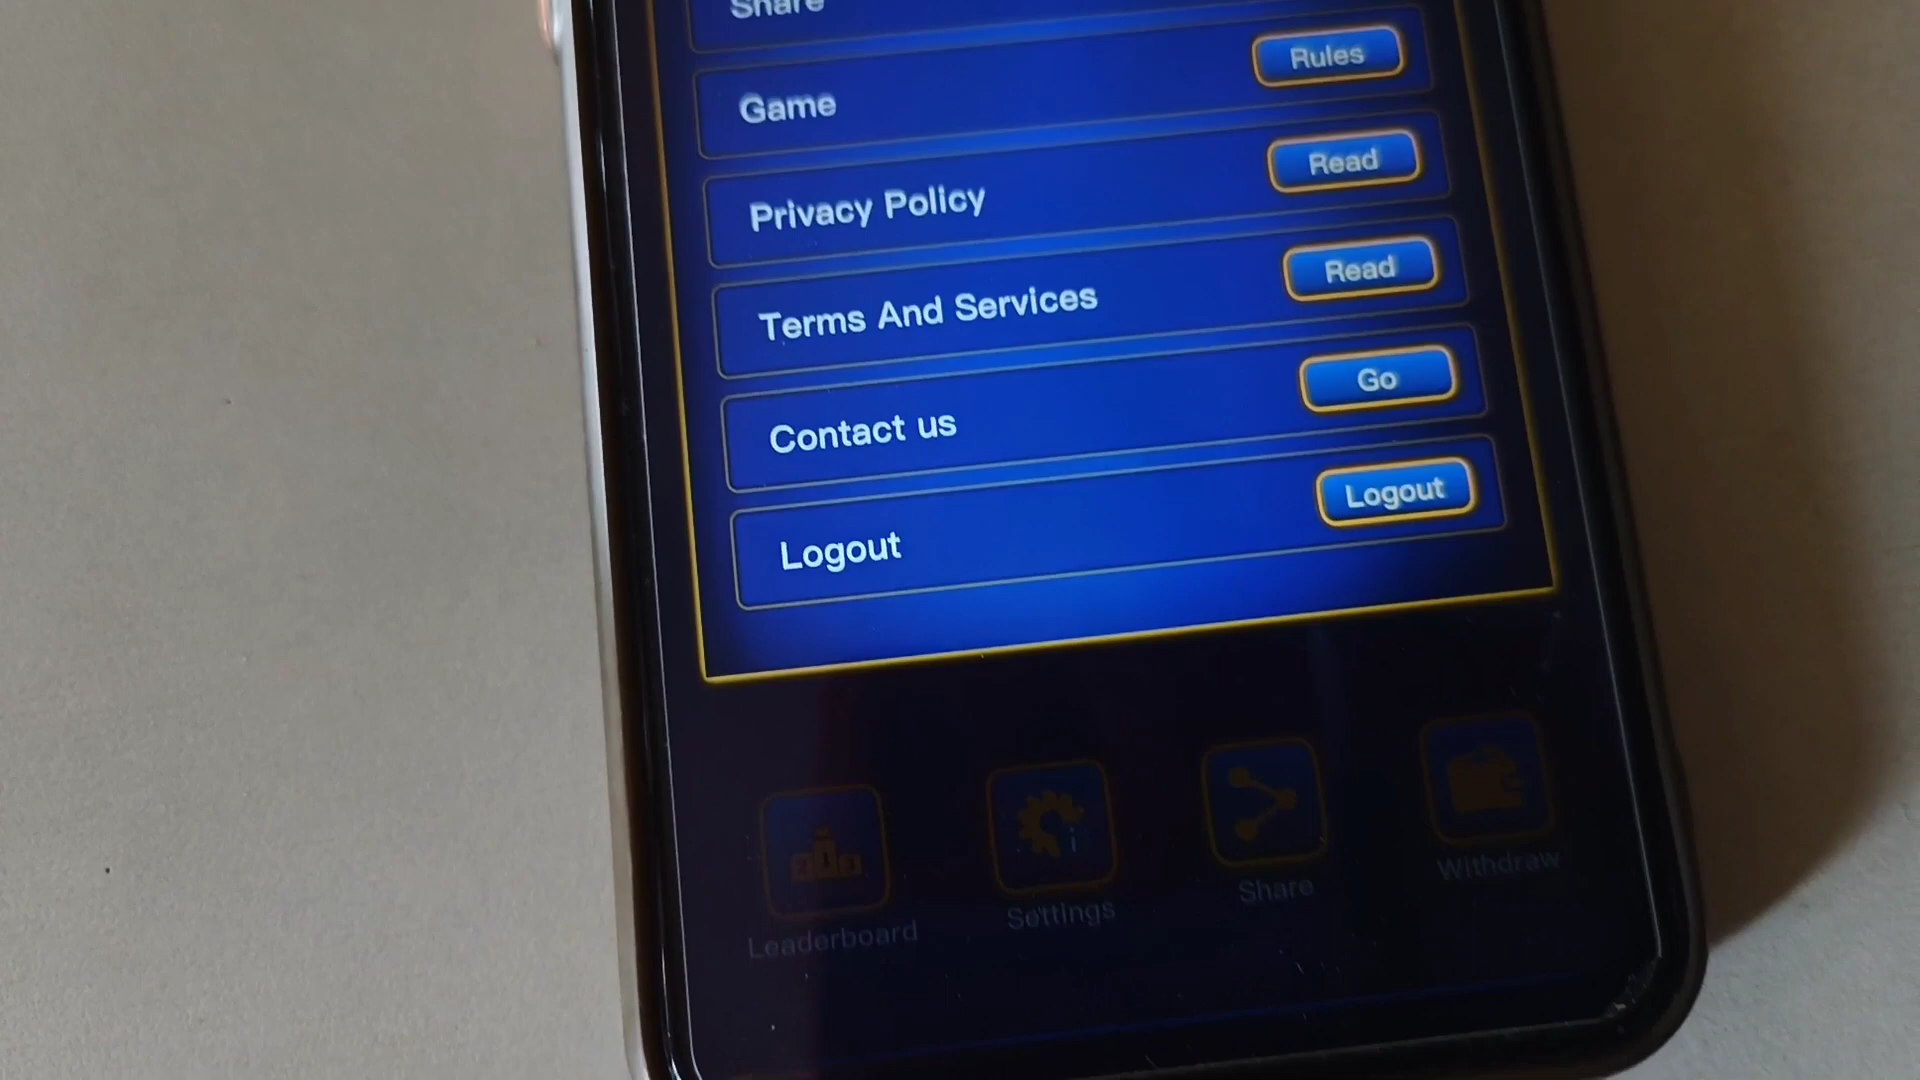 Share
Game
Rules
Privacy Policy
Read
Terms And Services
Read
Contact us
Go
Logout
Logout
Leaderboard
Settings
Share
Withdraw